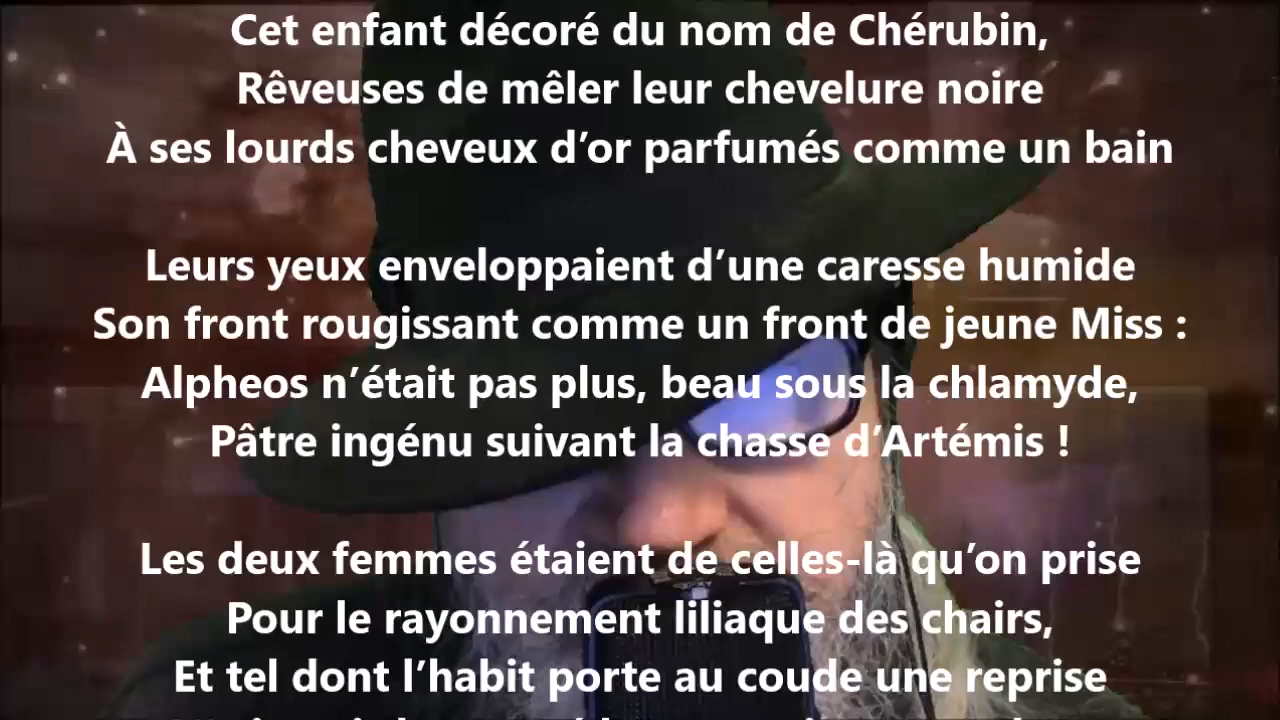 Cet enfant décoré du nom de Chérubin,
Rêveuses de mêler leur chevelure noire
À ses lourds cheveux d’or parfumés comme un bain
Leurs yeux enveloppaient d’une caresse humide
Son front rougissant comme un front de jeune Miss :
Alpheos n’était pas plus, beau sous la chlamyde,
Pâtre ingénu suivant la chasse d’Artémis !
Les deux femmes étaient de celles-là qu’on prise
Pour le rayonnement liliaque des chairs,
Et tel dont l’habit porte au coude une reprise